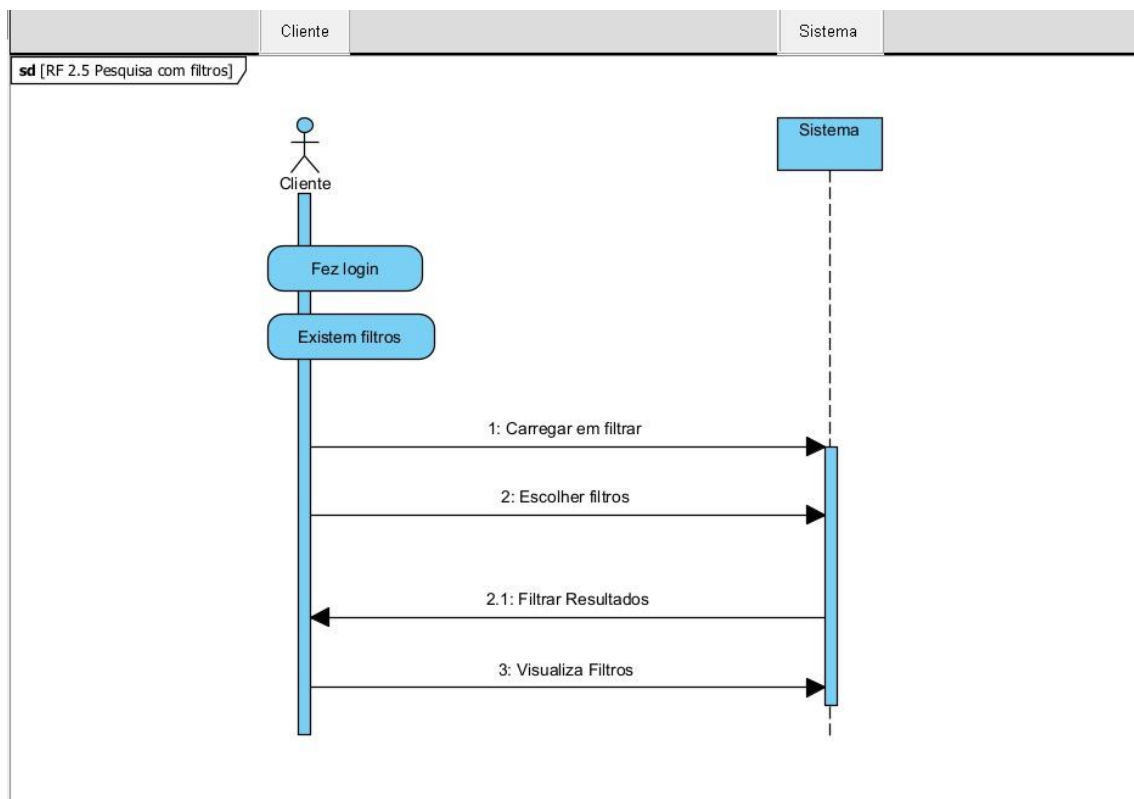 Cliente
Sistema
sd [RF 2.5 Pesquisa com filtros]
Sistema
Cliente
Fez login
Existem filtros
1: Carregar em filtrar
2: Escolher filtros
2.1: Filtrar Resultados
3: Visualiza Filtros